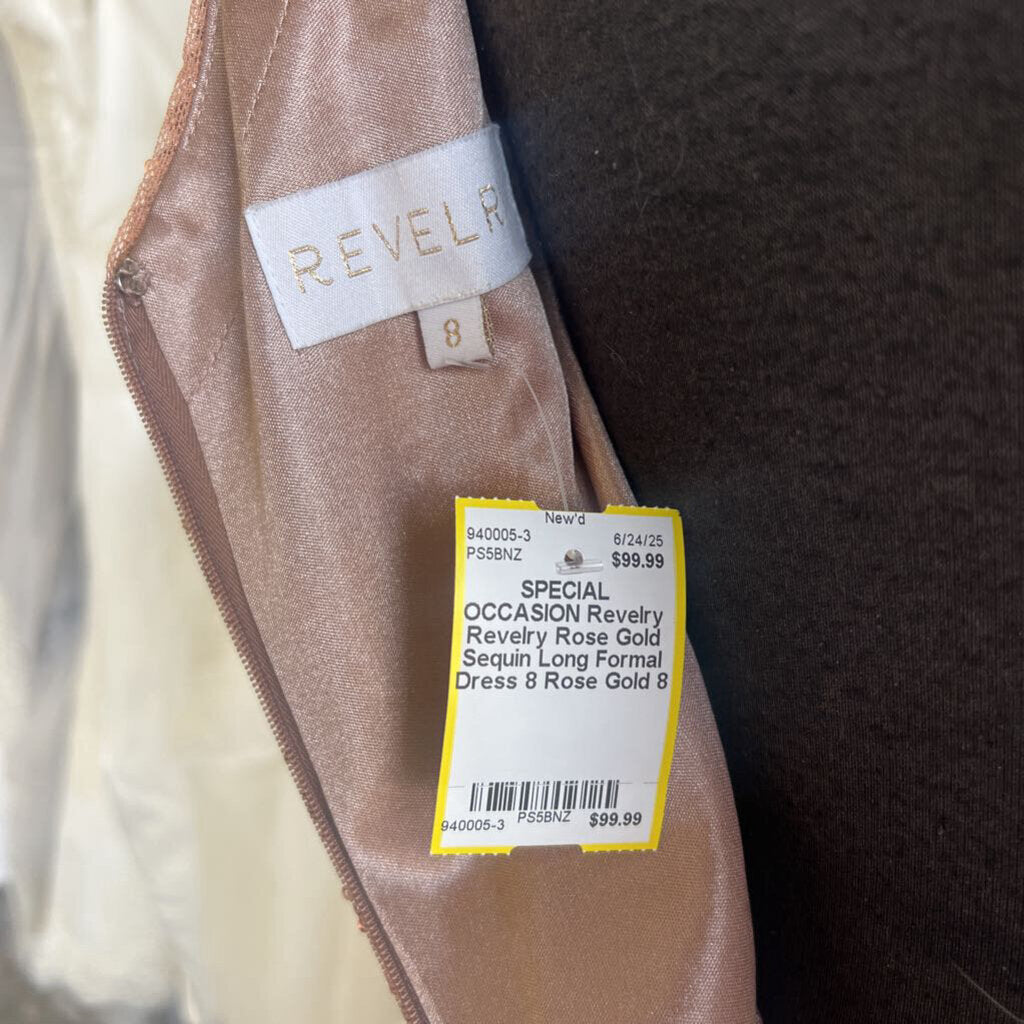 REVELR
8
New'd
940005-3 6/24/25
PS5BNZ $99.99
SPECIAL
OCCASION Revelry
Revelry Rose Gold
Sequin Long Formal
Dress 8 Rose Gold 8
940005-3 PS5BNZ $99.99